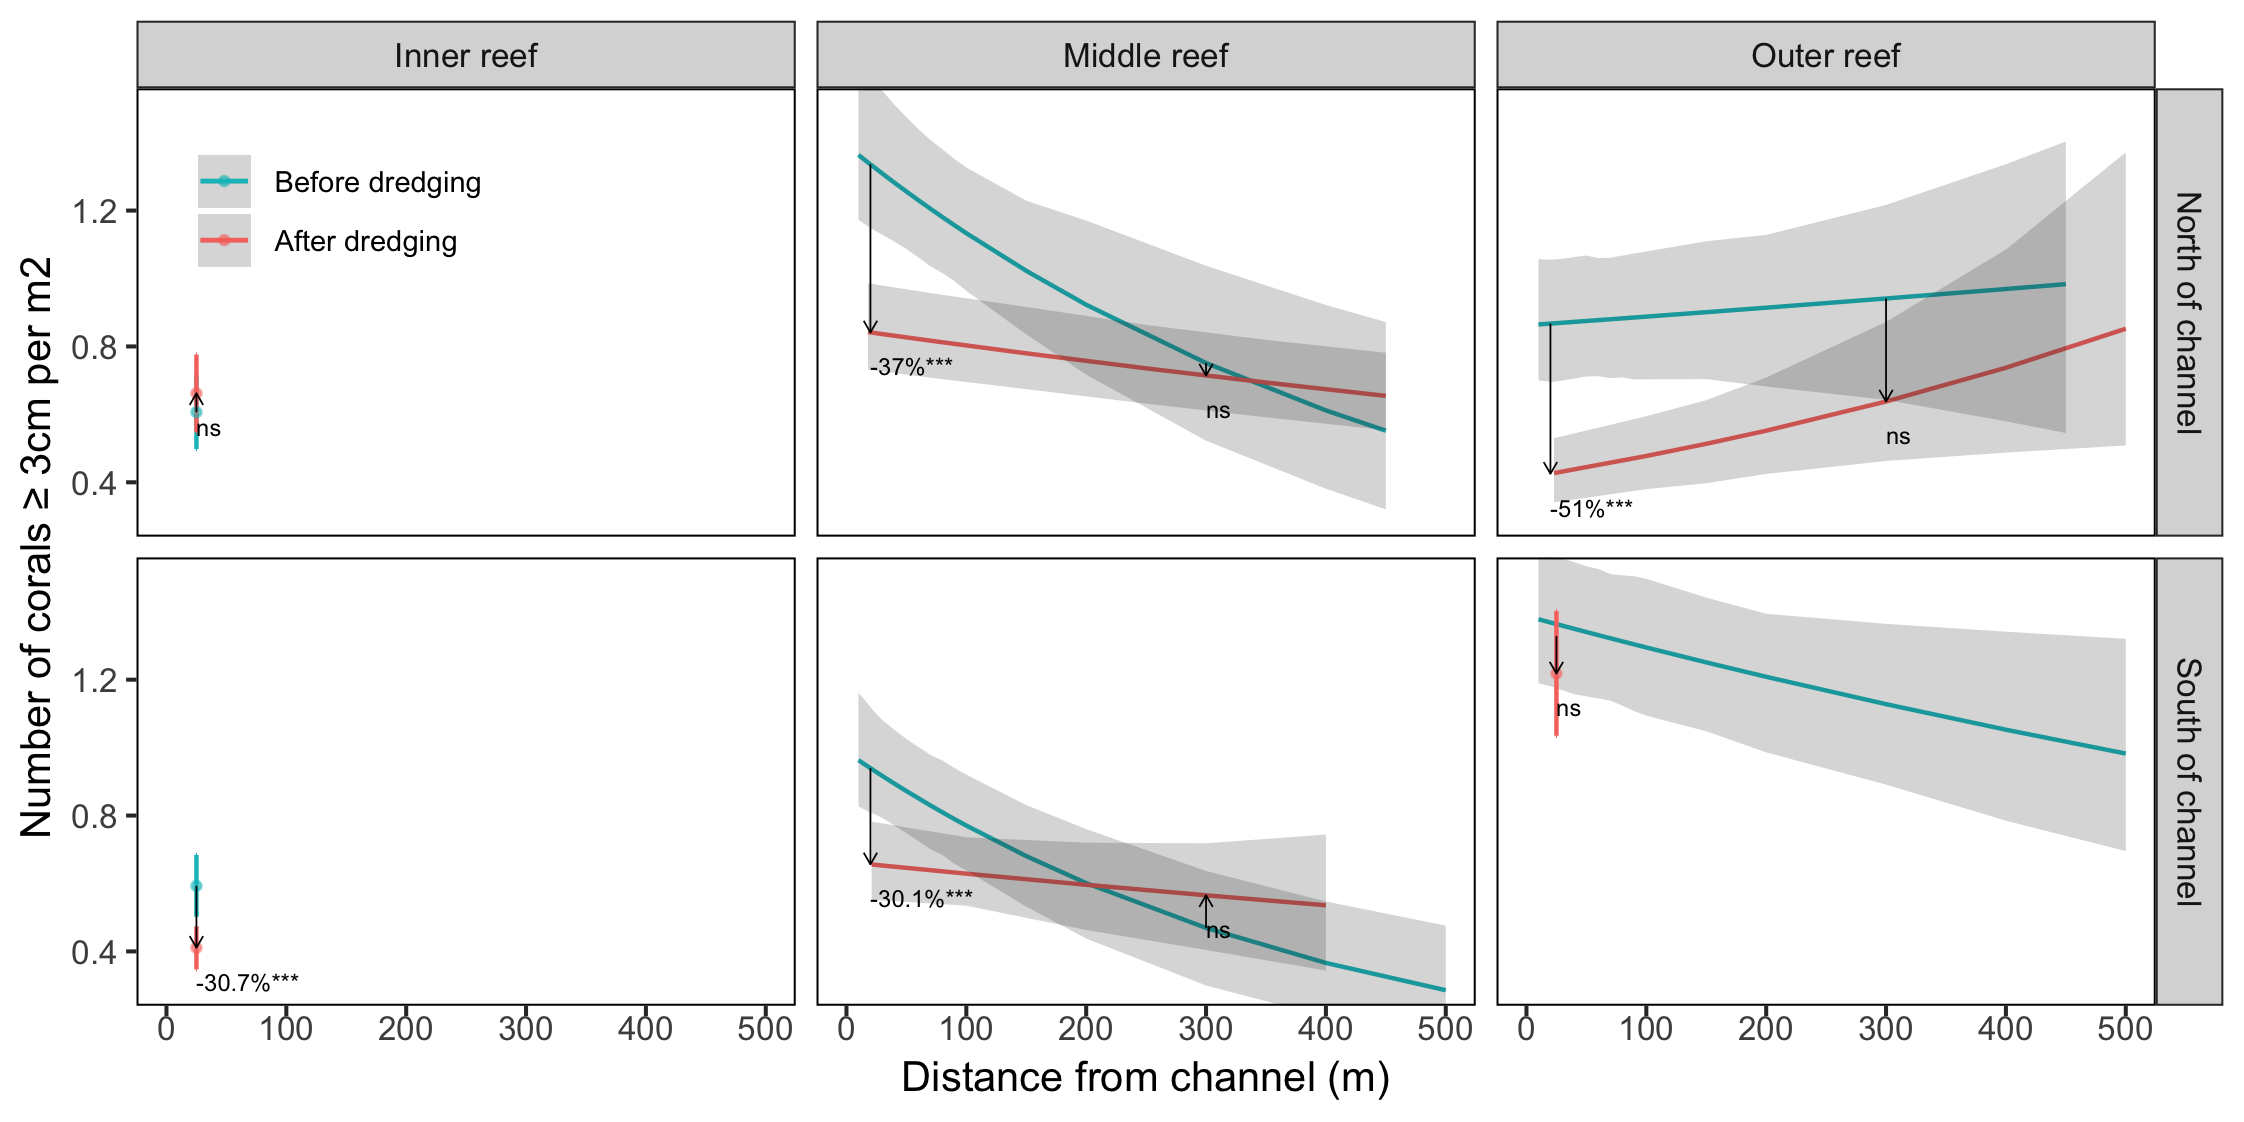 Inner reef
Middle reef
Outer reef
Before dredging
After dredging
1.2
0.8
0.4
ns
-37%***
ns
-51%***
ns
North of channel
Number of corals ≥ 3cm per m2
1.2
0.8
0.4
-30.7%***
-30.1%***
ns
ns
South of channel
0 100 200 300 400 500
0 100 200 300 400 500
0 100 200 300 400 500
Distance from channel (m)